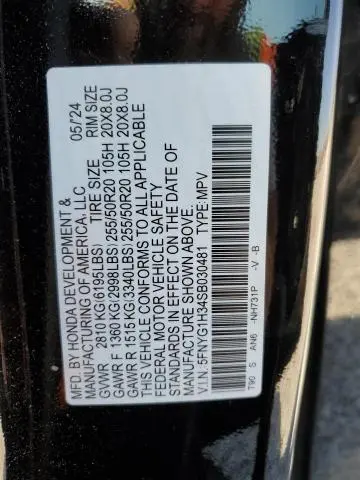 MFD. BY HONDA DEVELOPMENT &
MANUFACTURING OF AMERICA. LLC 05/'24
TIRE SIZE RIM SIZE
GVWR 2810 KG(6195LBS)
GAWR F 1360 KG(2998LBS) 255/50R20 105H 20X8.0J
GAWR R 1515 KG(3340LBS) 255/50R20 105H 20X8.0J
THIS VEHICLE CONFORMS TO ALL APPLICABLE
FEDERAL MOTOR VEHICLE SAFETY
STANDARDS IN EFFECT ON THE DATE OF
MANUFACTURE SHOWN ABOVE.
V.I.N. 5FNYG1H34SB030481 TYPE: MPV
T90 S AN6 -NH731P -V -B